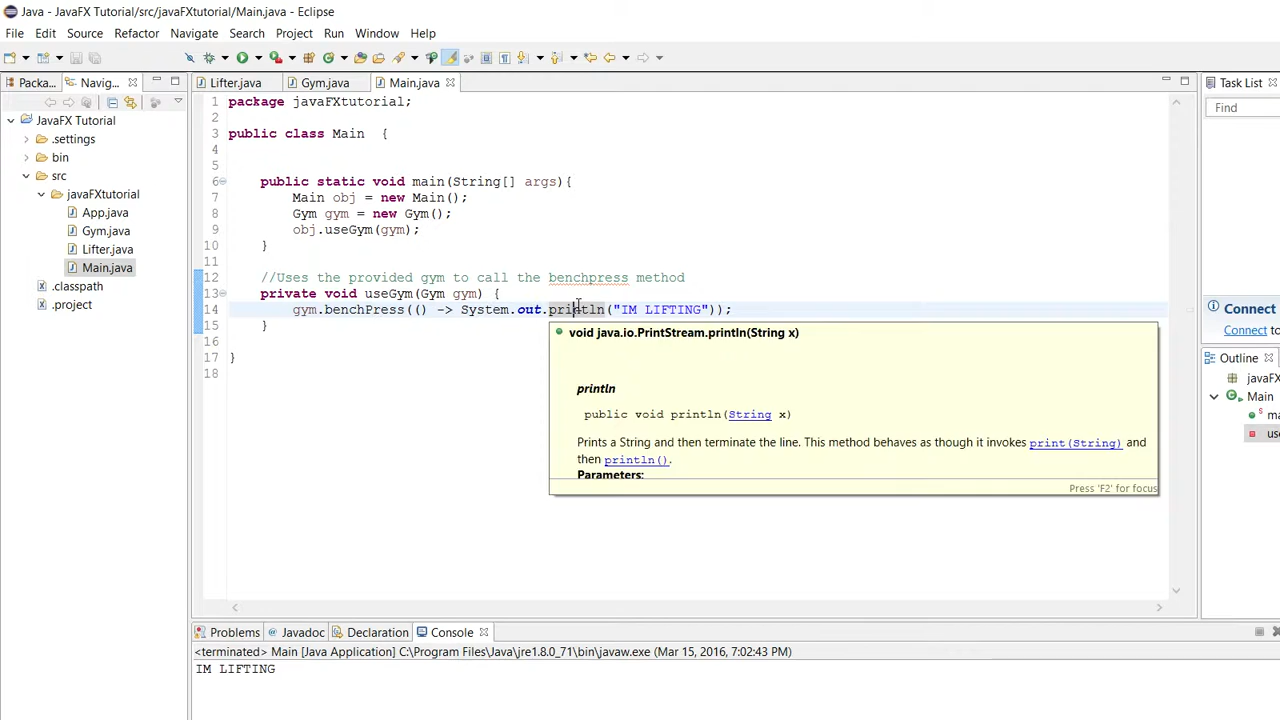 Java - JavaFX Tutorial/src/javaFXtutorial/Main.java - Eclipse
File Edit Source Refactor Navigate Search Project Run Window Help
Packa... Navig... Lifter.java Gym.java Main.java Task List
Find
JavaFX Tutorial
.settings
bin
src
javaFXtutorial
App.java
Gym.java
Lifter.java
Main.java
.classpath
.project
1 package javaFXtutorial;
2
3 public class Main  {
4
5
6 public static void main(String[] args){
7 Main obj = new Main();
8 Gym gym = new Gym();
9 obj.useGym(gym);
10 }
11
12 //Uses the provided gym to call the benchpress method
13 private void useGym(Gym gym) {
14 gym.benchPress(() -> System.out.println("IM LIFTING"));
15 }
16
17 }
18
void java.io.PrintStream.println(String x)
println
public void println(String x)
Prints a String and then terminate the line. This method behaves as though it invokes print(String) and
then println().
Parameters:
Press 'F2' for focus
Connect
Connect to
Outline
javaFX
Main
ma
use
Problems Javadoc Declaration Console
<terminated> Main [Java Application] C:\Program Files\Java\jre1.8.0_71\bin\javaw.exe (Mar 15, 2016, 7:02:43 PM)
IM LIFTING